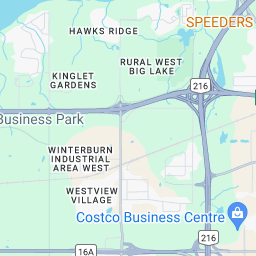 HAWKS RIDGE
SPEEDERS
RURAL WEST
BIG LAKE
KINGLET
GARDENS
216
Business Park
WINTERBURN
INDUSTRIAL
AREA WEST
WESTVIEW
VILLAGE
Costco Business Centre
216
16A